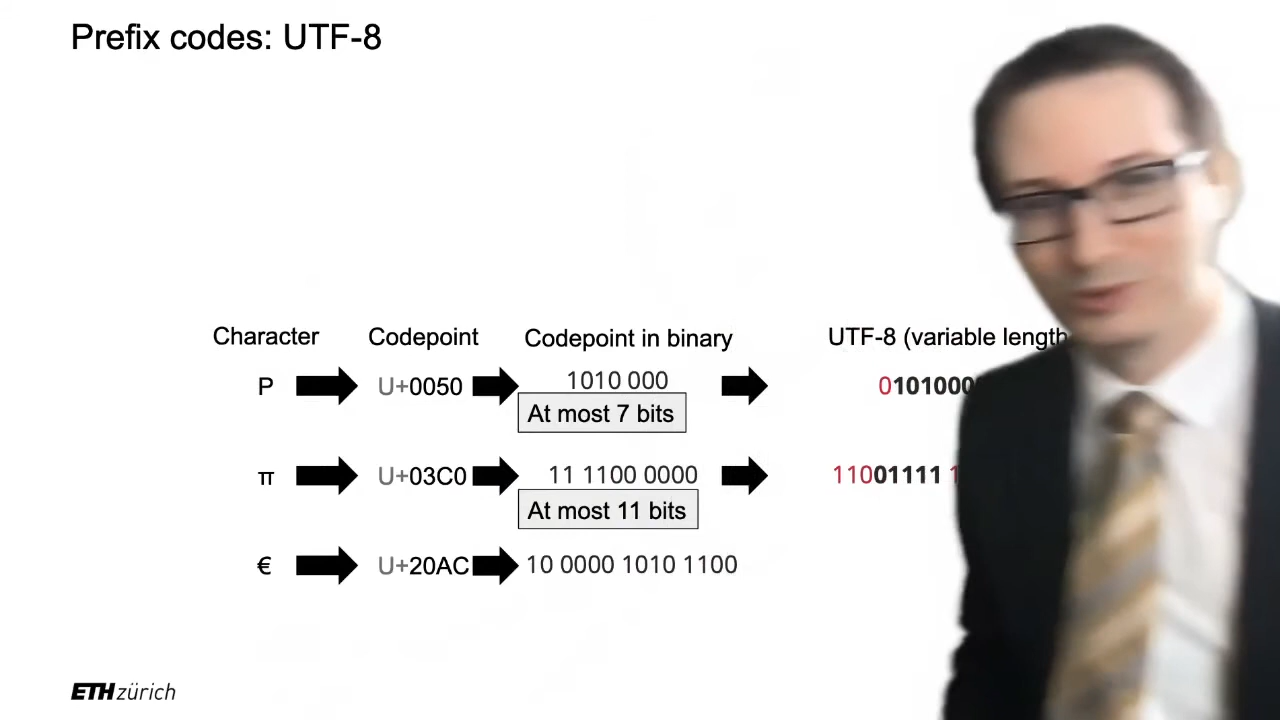 Prefix codes: UTF-8
Character Codepoint Codepoint in binary UTF-8 (variable length
P U+0050 1010 000 0101000
At most 7 bits
π U+03C0 11 1100 0000 11001111 1
At most 11 bits
€ U+20AC 10 0000 1010 1100
ETH zürich